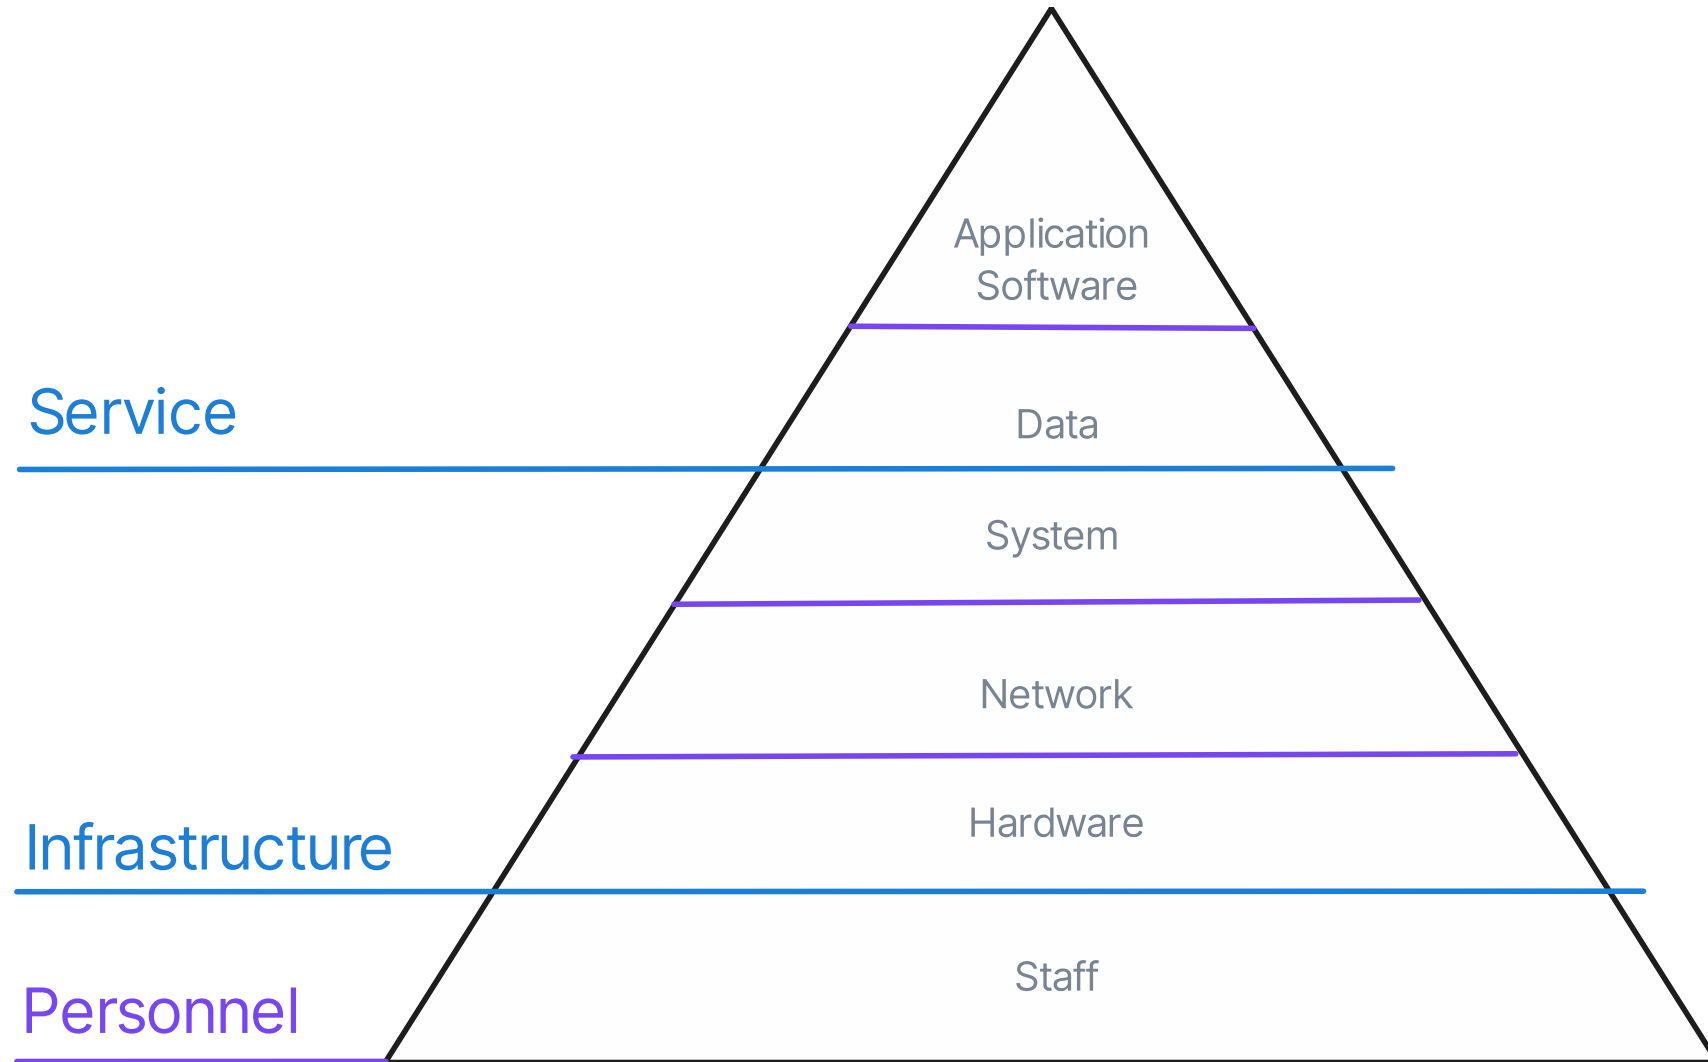 Application
Software
Service
Data
System
Network
Infrastructure
Hardware
Personnel
Staff